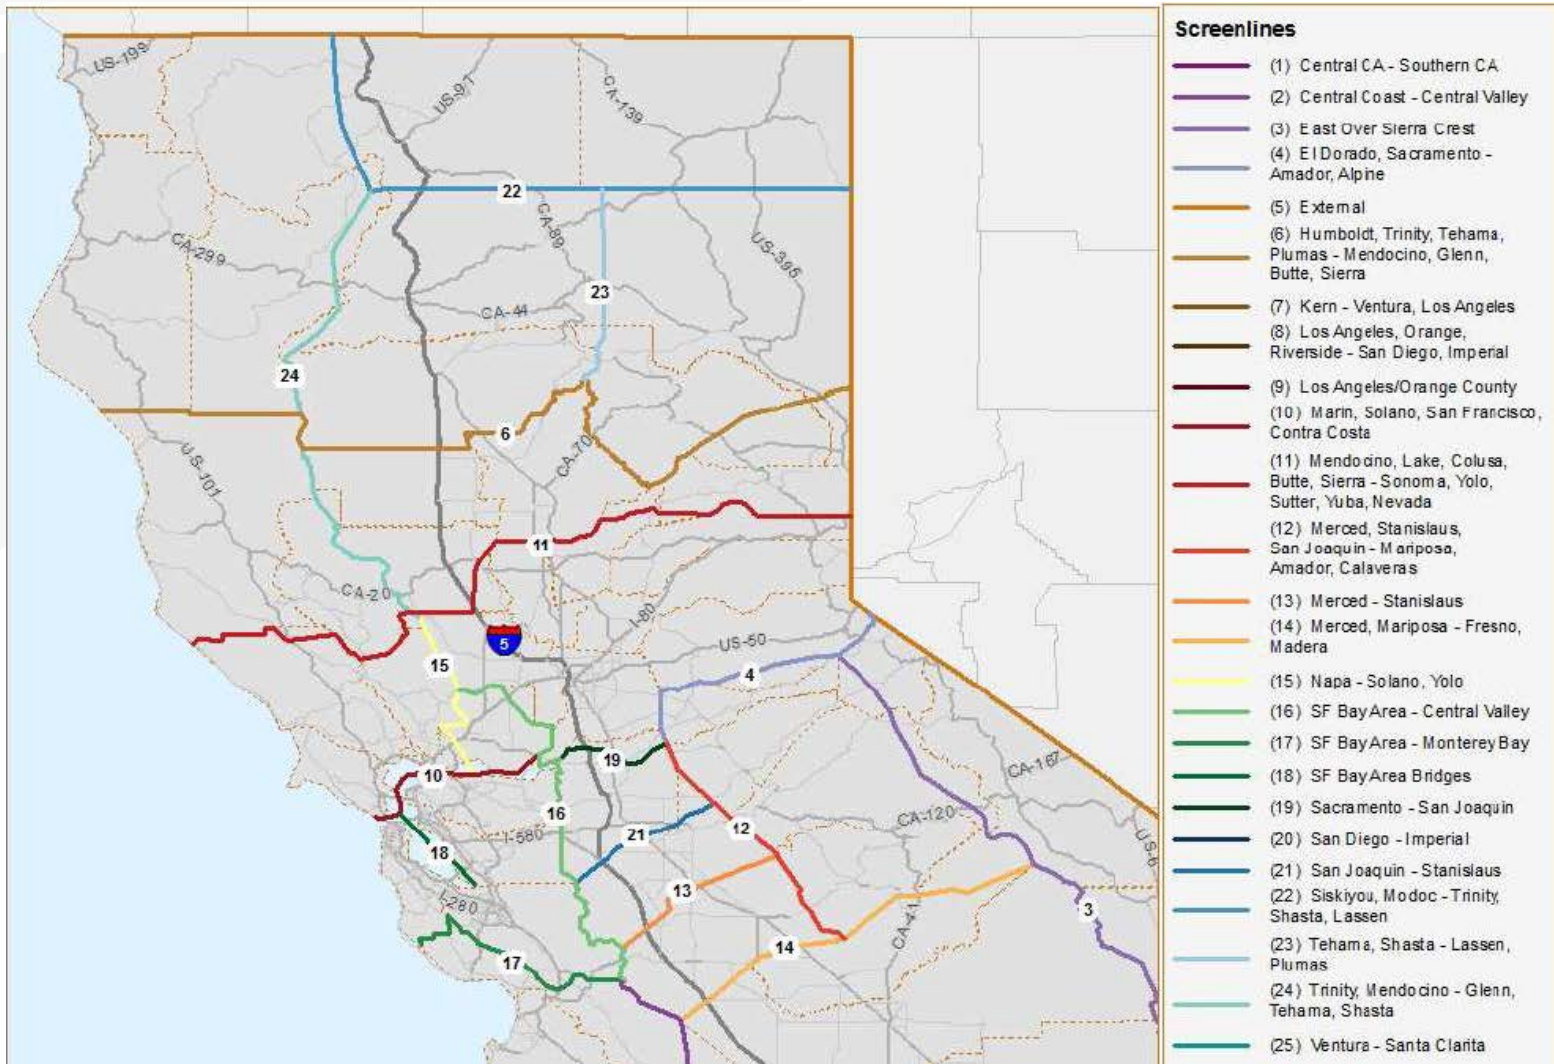 US-199
US-97
CA-139
22
CA-89
US-395
CA-299
23
CA-44
24
6
CA-70
US-101
11
CA-20
I-80
5
US-50
15
4
19
10
CA-167
16
CA-120
12
21
I-580
18
US-6
13
I-280
3
CA-41
14
17
Screenlines
(1) Central CA - Southern CA
(2) Central Coast - Central Valley
(3) East Over Sierra Crest
(4) El Dorado, Sacramento -
Amador, Alpine
(5) External
(6) Humboldt, Trinity, Tehama,
Plumas - Mendocino, Glenn,
Butte, Sierra
(7) Kern - Ventura, Los Angeles
(8) Los Angeles, Orange,
Riverside - San Diego, Imperial
(9) Los Angeles/Orange County
(10) Marin, Solano, San Francisco,
Contra Costa
(11) Mendocino, Lake, Colusa,
Butte, Sierra - Sonoma, Yolo,
Sutter, Yuba, Nevada
(12) Merced, Stanislaus,
San Joaquin - Mariposa,
Amador, Calaveras
(13) Merced - Stanislaus
(14) Merced, Mariposa - Fresno,
Madera
(15) Napa - Solano, Yolo
(16) SF Bay Area - Central Valley
(17) SF Bay Area - Monterey Bay
(18) SF Bay Area Bridges
(19) Sacramento - San Joaquin
(20) San Diego - Imperial
(21) San Joaquin - Stanislaus
(22) Siskiyou, Modoc - Trinity,
Shasta, Lassen
(23) Tehama, Shasta - Lassen,
Plumas
(24) Trinity, Mendocino - Glenn,
Tehama, Shasta
(25) Ventura - Santa Clarita